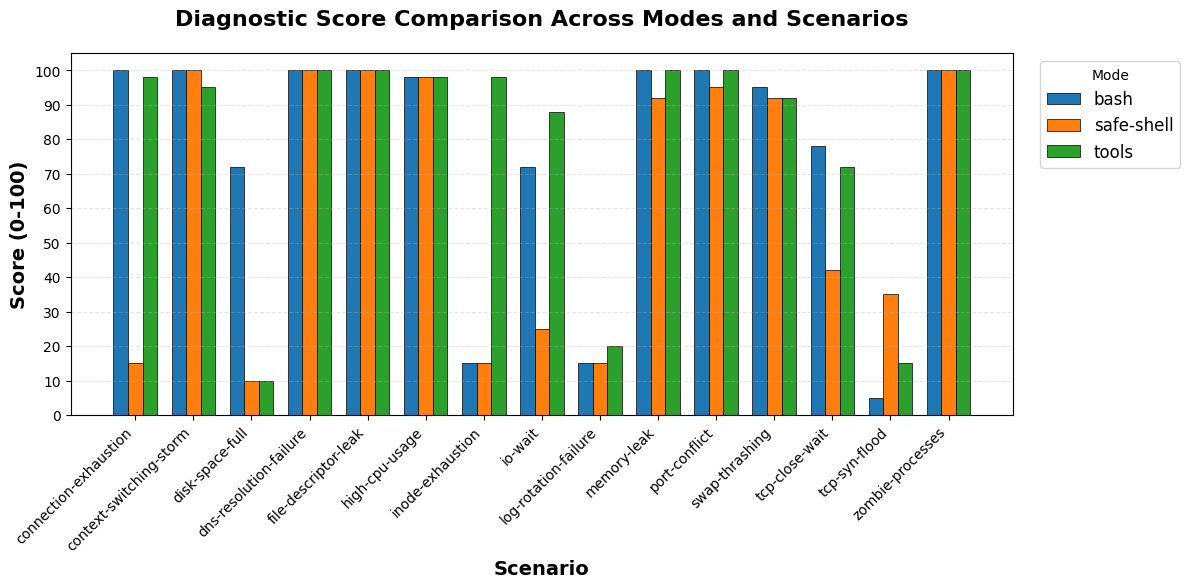 Diagnostic Score Comparison Across Modes and Scenarios
Score (0-100)
100
90
80
70
60
50
40
30
20
10
0
connection-exhaustion
context-switching-storm
disk-space-full
dns-resolution-failure
file-descriptor-leak
high-cpu-usage
inode-exhaustion
io-wait
log-rotation-failure
memory-leak
port-conflict
swap-thrashing
tcp-close-wait
tcp-syn-flood
zombie-processes
Scenario
Mode
bash
safe-shell
tools